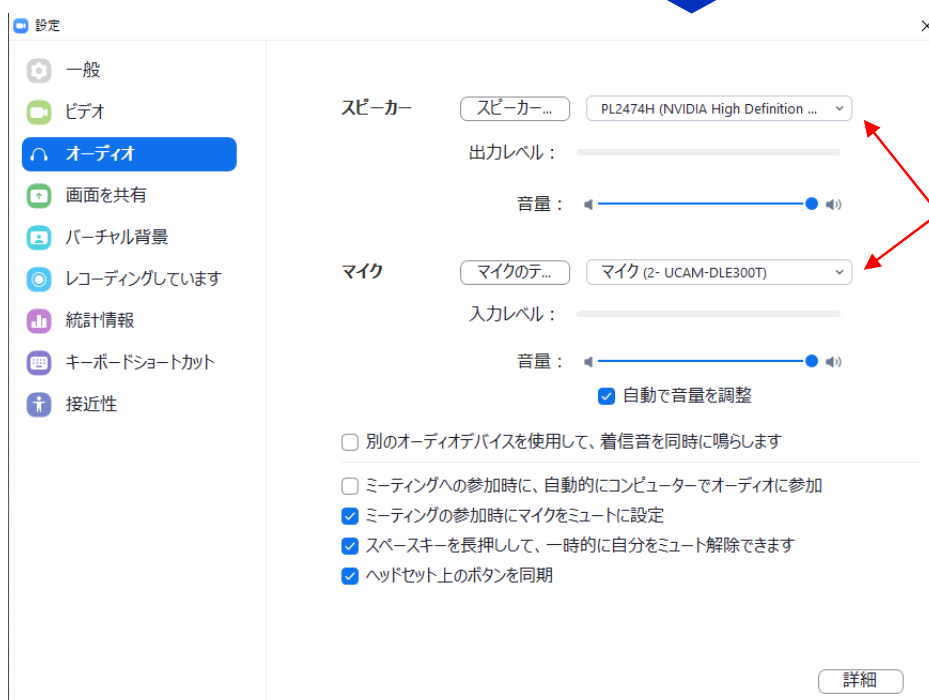 設定
一般
ビデオ
オーディオ
画面を共有
バーチャル背景
レコーディングしています
統計情報
キーボードショートカット
接近性
スピーカー スピーカー... PL2474H (NVIDIA High Definition ...
出力レベル：
音量：
マイク マイクのテ... マイク (2- UCAM-DLE300T)
入力レベル：
音量：
自動で音量を調整
別のオーディオデバイスを使用して、着信音を同時に鳴らします
ミーティングへの参加時に、自動的にコンピューターでオーディオに参加
ミーティングの参加時にマイクをミュートに設定
スペースキーを長押しして、一時的に自分をミュート解除できます
ヘッドセット上のボタンを同期
詳細